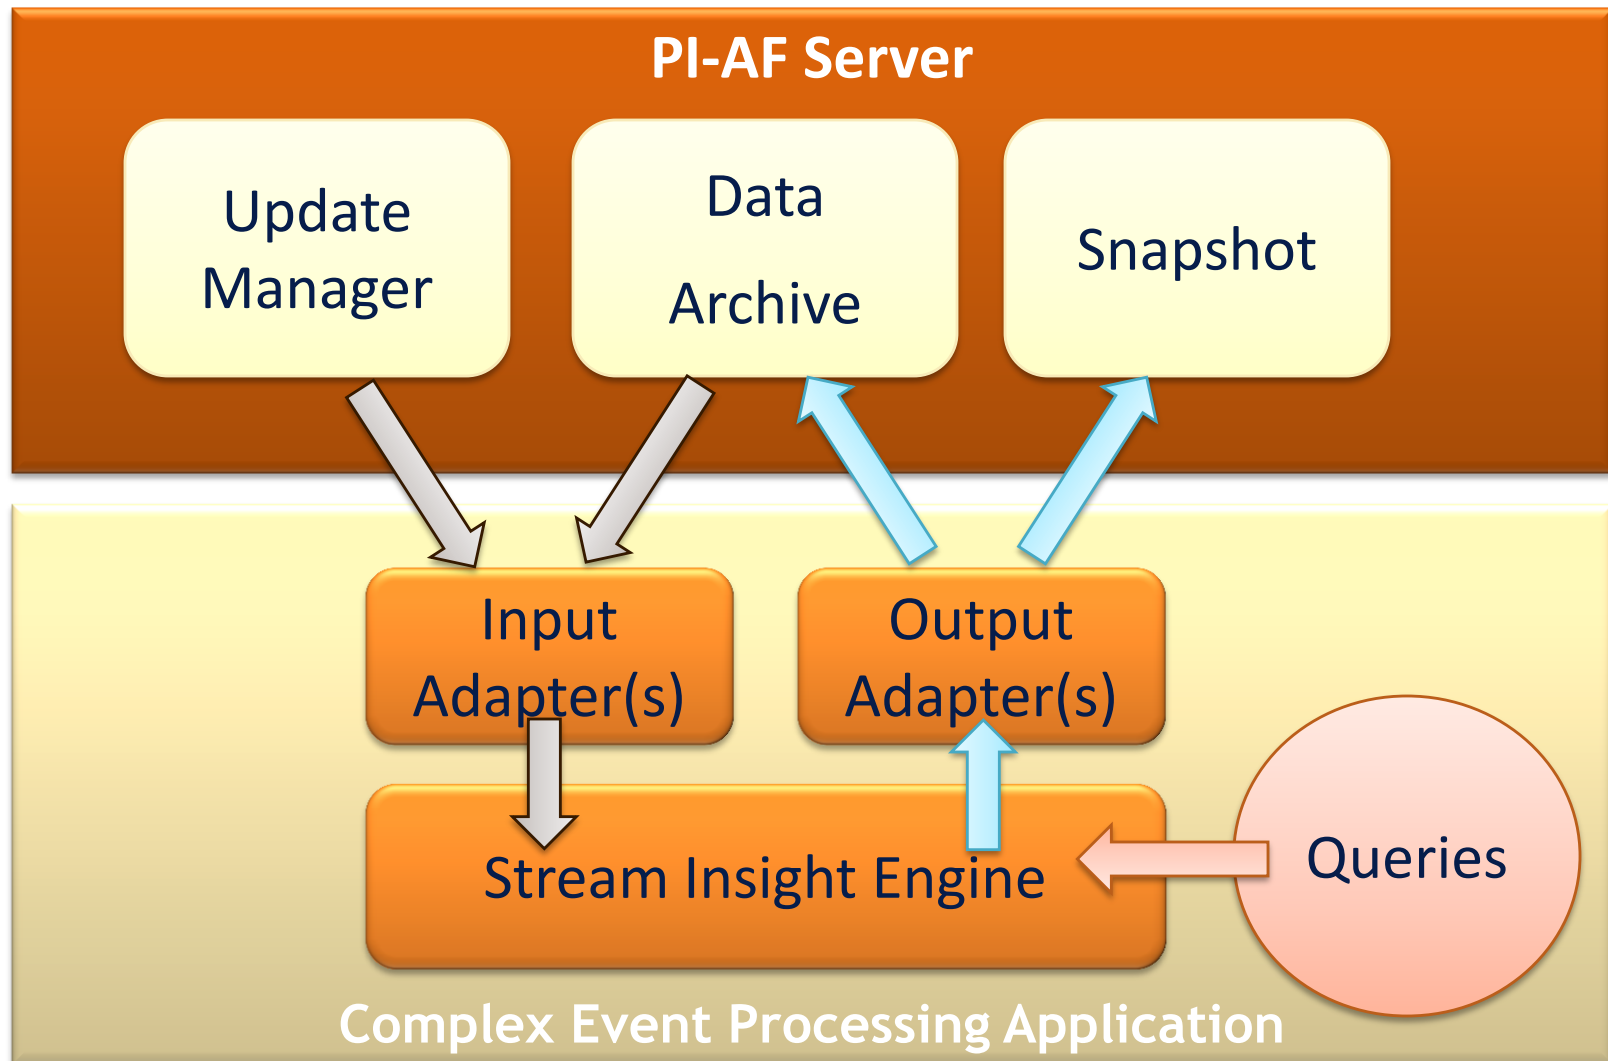 PI-AF Server
Update
Manager
Data
Archive
Snapshot
Input
Adapter(s)
Output
Adapter(s)
Stream Insight Engine
Queries
Complex Event Processing Application